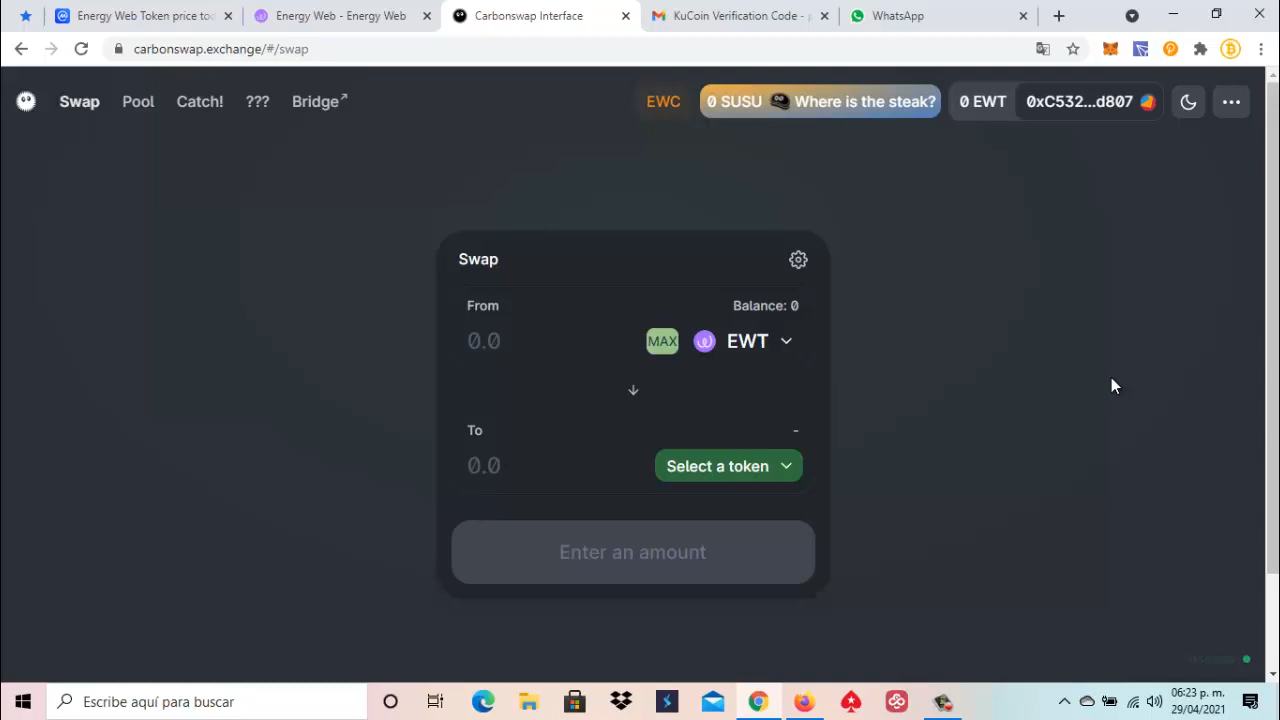 Energy Web Token price to
Energy Web - Energy Web
Carbonswap Interface
KuCoin Verification Code - p
WhatsApp
carbonswap.exchange/#/swap
Swap
Pool
Catch!
???
Bridge↗
EWC
0 SUSU Where is the steak?
0 EWT
0xC532...d807
Swap
From
Balance: 0
0.0
MAX
EWT
To
-
0.0
Select a token
Enter an amount
Escribe aquí para buscar
06:23 p. m.
29/04/2021